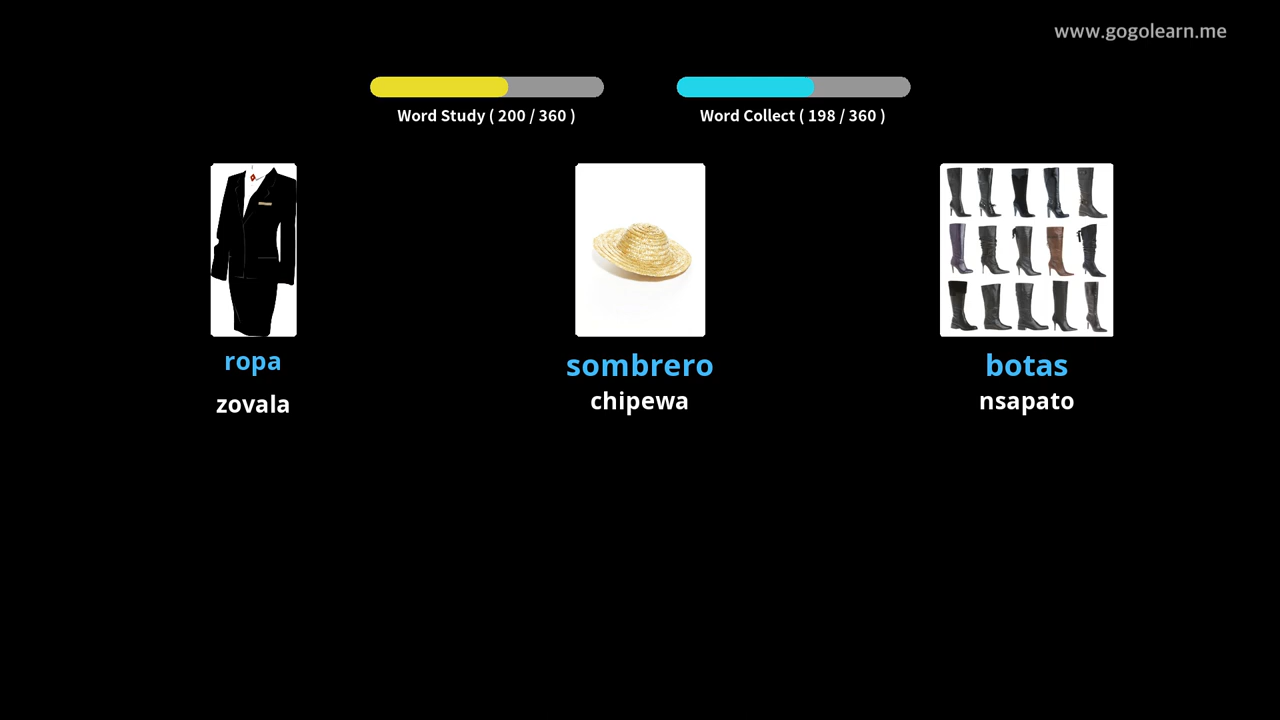 www.gogolearn.me
Word Study ( 200 / 360 )
Word Collect ( 198 / 360 )
ropa
zovala
sombrero
chipewa
botas
nsapato